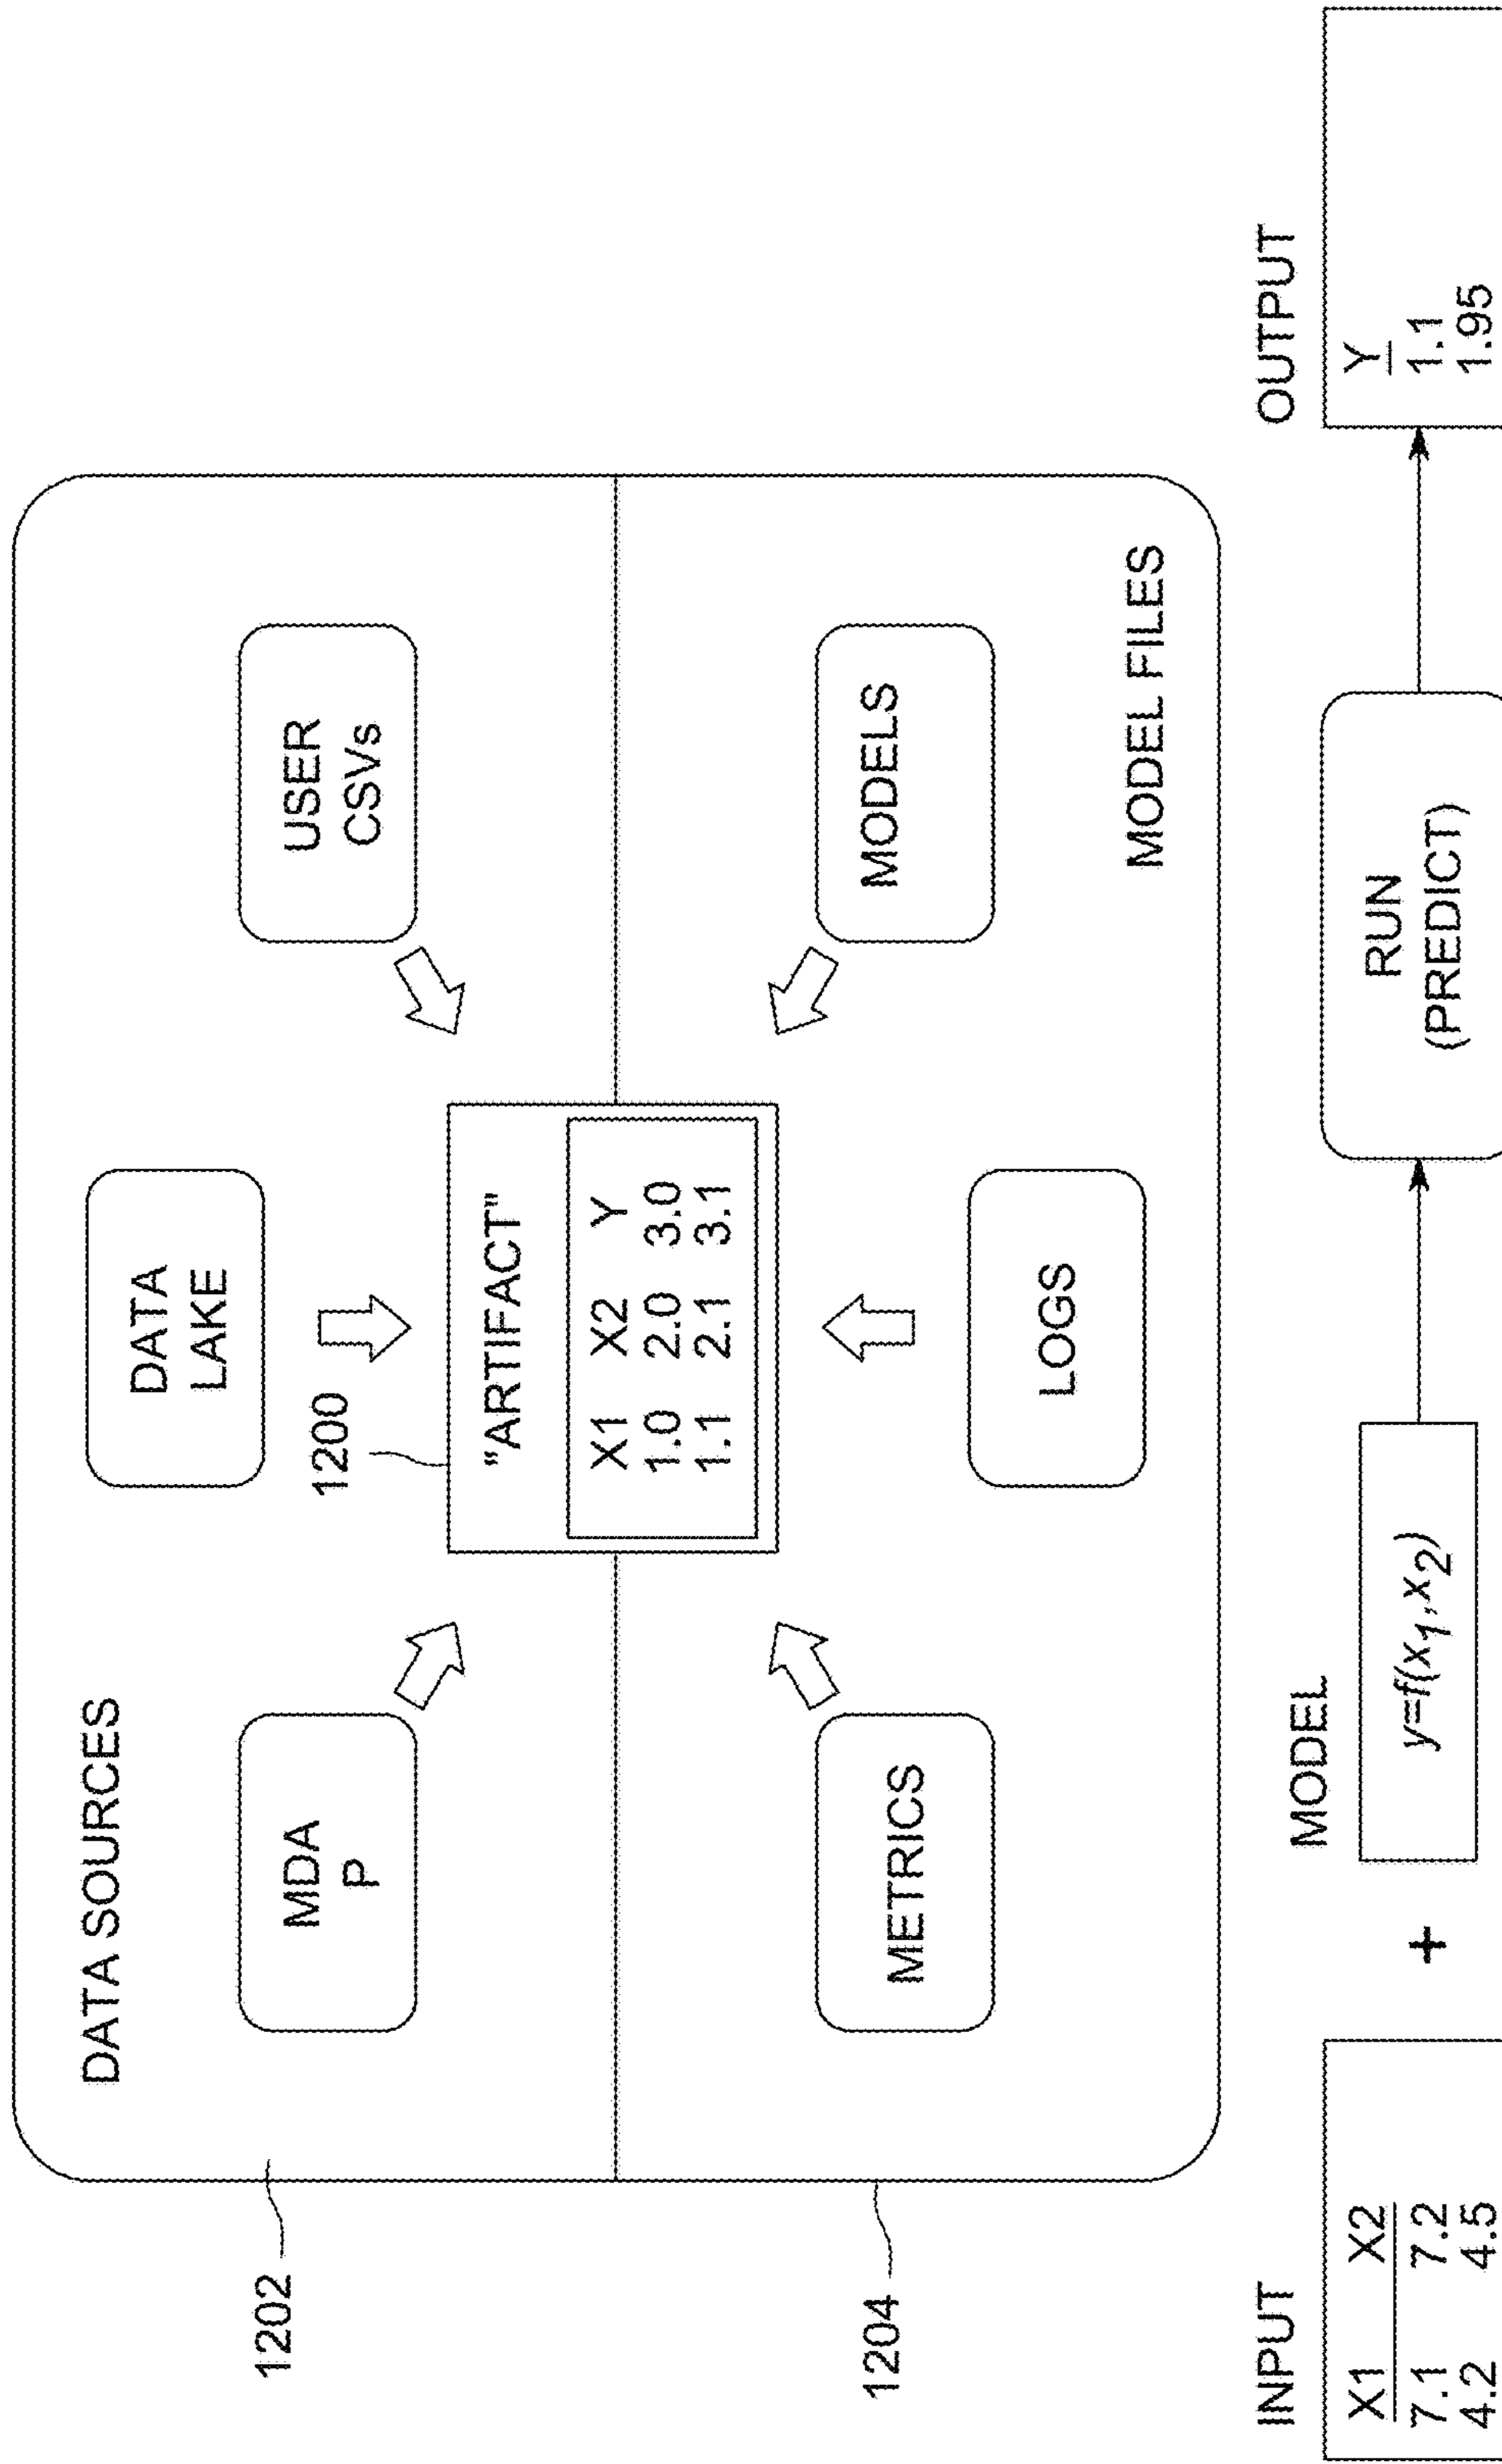 DATA SOURCES
1202
MDA
P
DATA
LAKE
USER
CSVs
1200
"ARTIFACT"
X1 X2 Y
1.0 2.0 3.0
1.1 2.1 3.1
METRICS
LOGS
MODELS
1204
MODEL FILES
INPUT
X1 X2
7.1 7.2
4.2 4.5
+
MODEL
y=f(x1,x2)
RUN
(PREDICT)
OUTPUT
Y
1.1
1.95